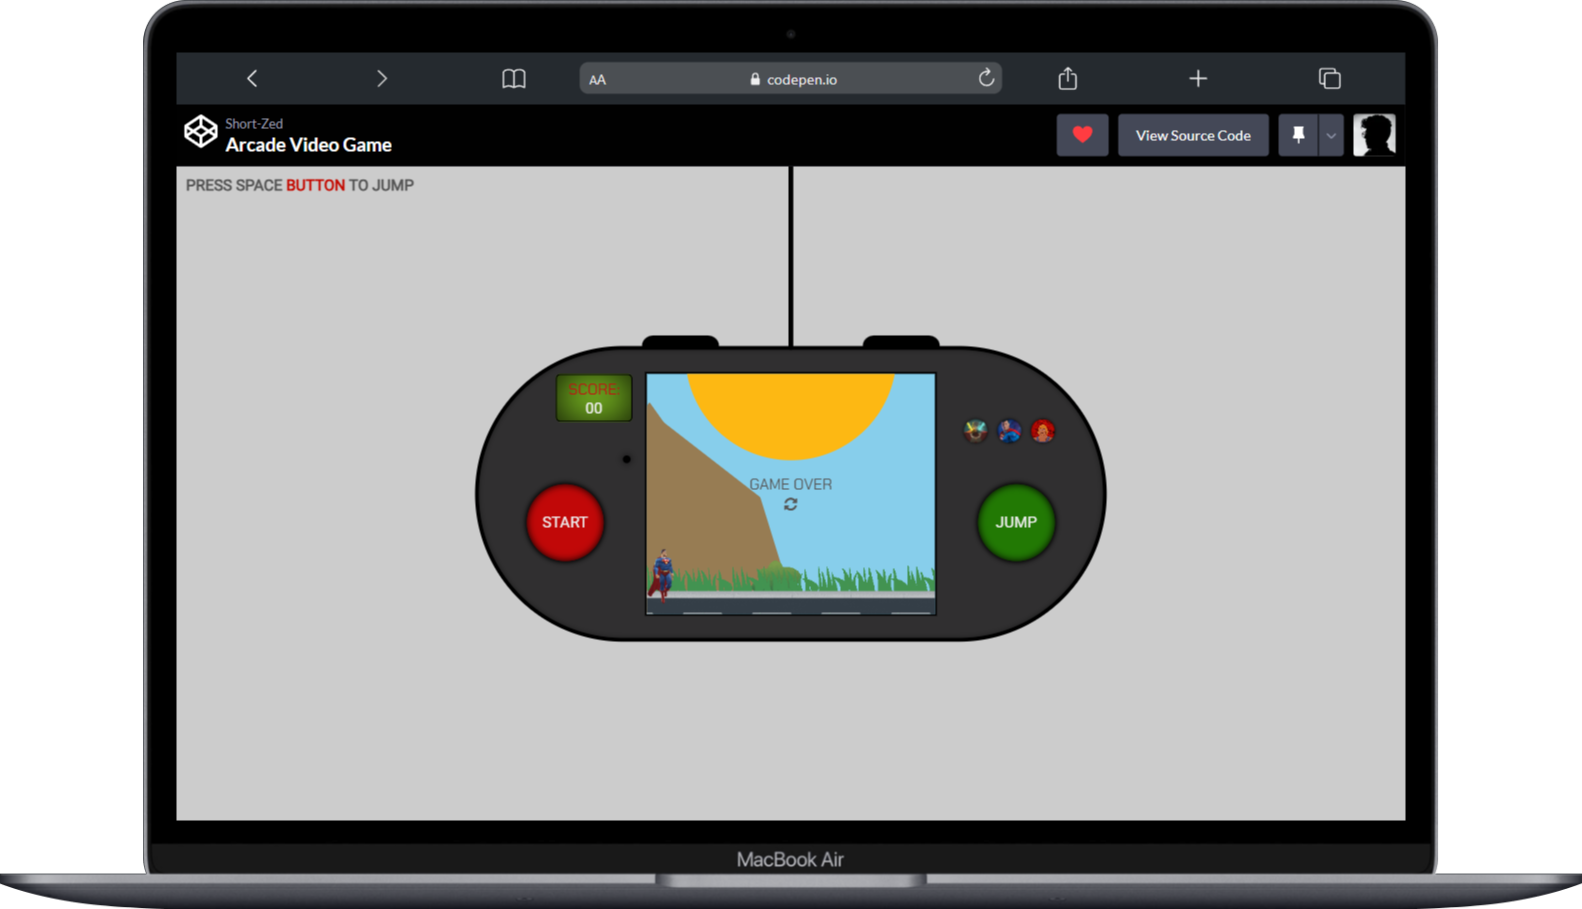 AA
codepen.io
Short-Zed
Arcade Video Game
View Source Code
PRESS SPACE BUTTON TO JUMP
SCORE:
00
GAME OVER
START
JUMP
MacBook Air